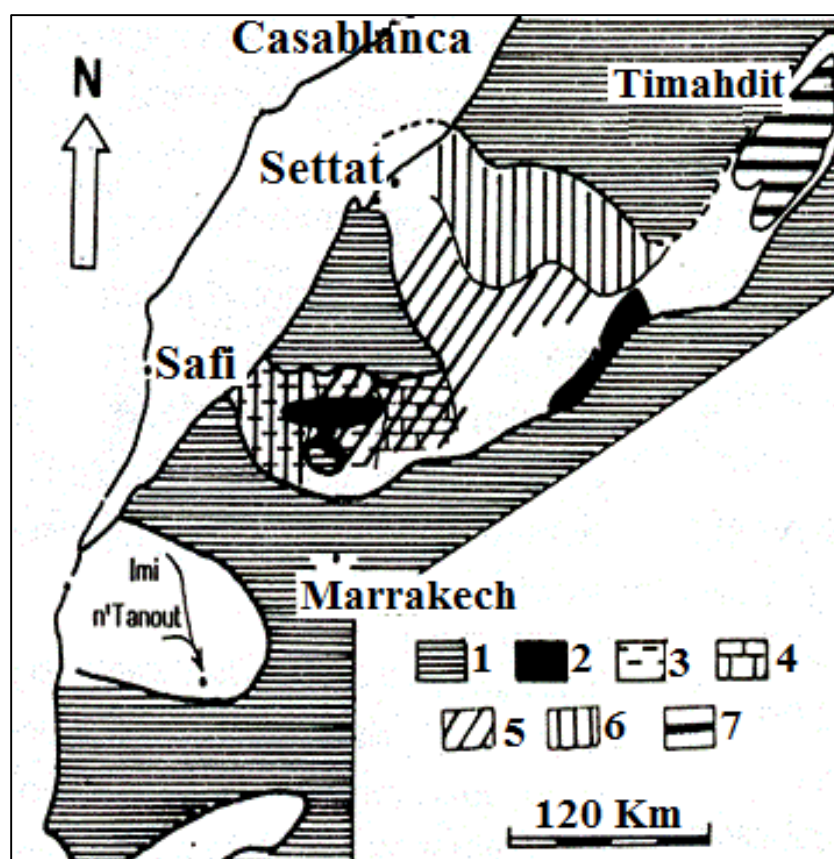 Casablanca
N
Timahdit
Settat
Safi
Imi
n'Tanout
Marrakech
1 2 3 4
5 6 7
120 Km